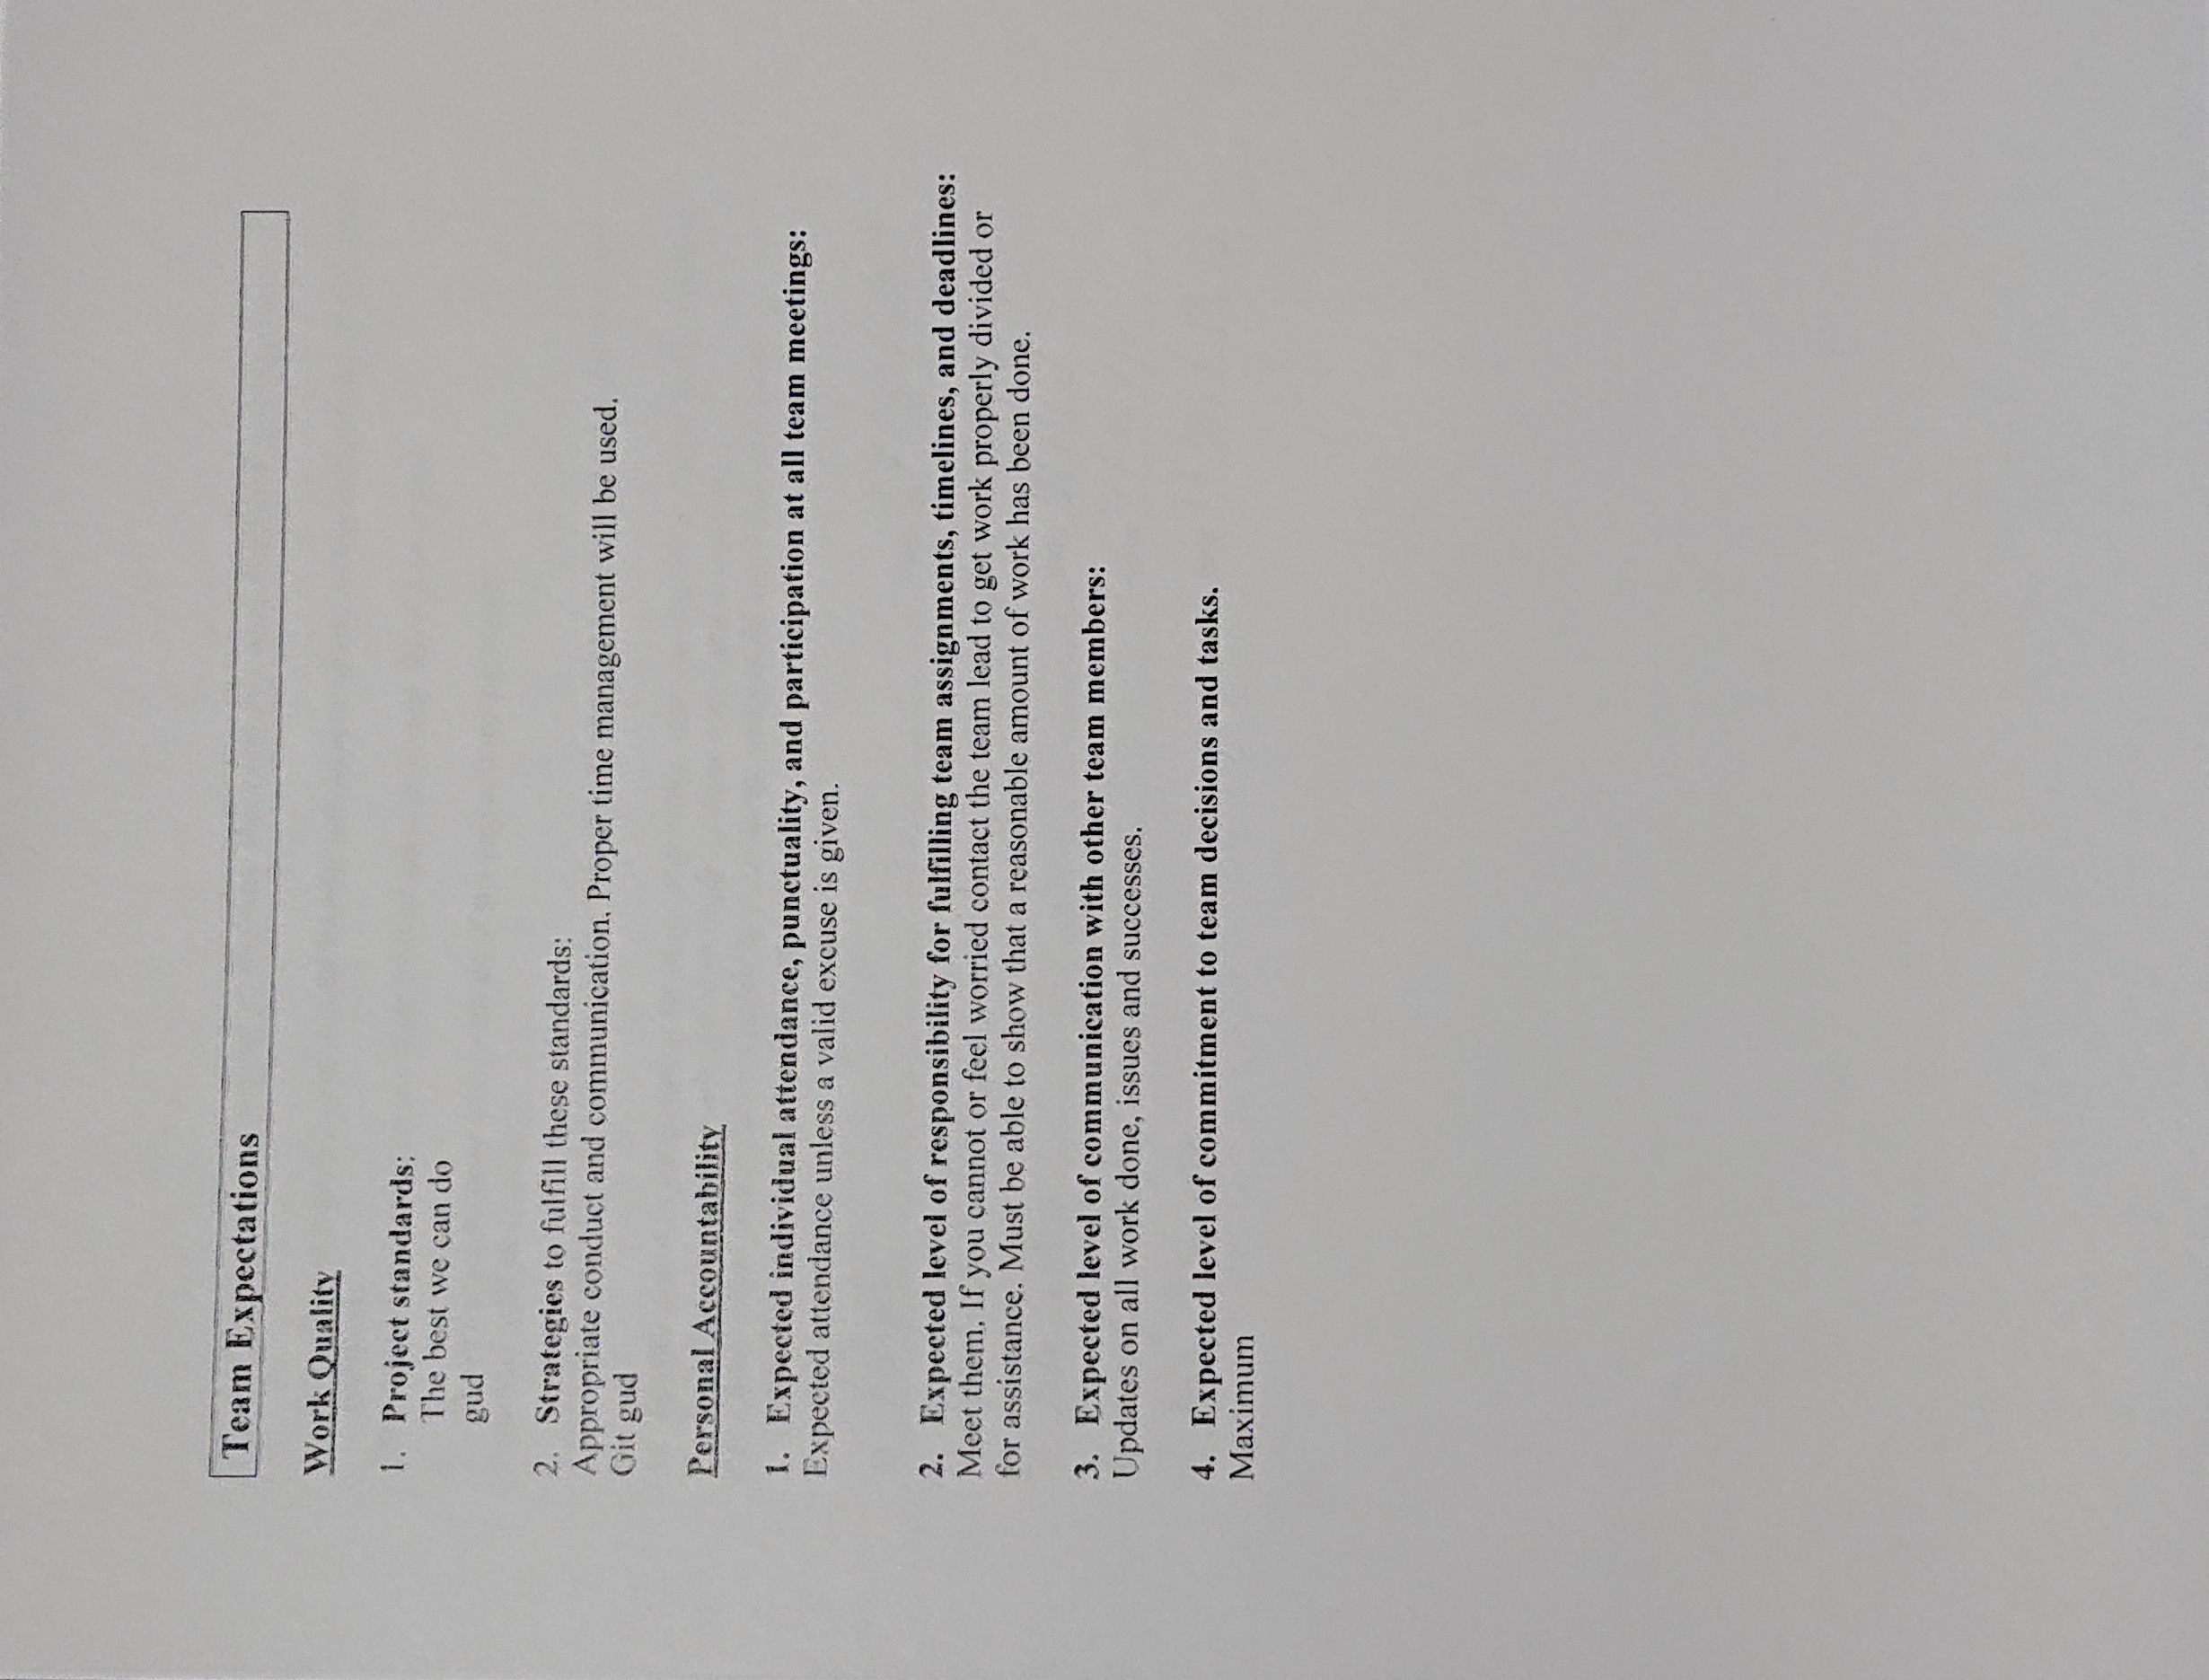 Team Expectations
Work Quality
1. Project standards:
The best we can do
gud
2. Strategies to fulfill these standards:
Appropriate conduct and communication. Proper time management will be used.
Git gud
Personal Accountability
1. Expected individual attendance, punctuality, and participation at all team meetings:
Expected attendance unless a valid excuse is given.
2. Expected level of responsibility for fulfilling team assignments, timelines, and deadlines:
Meet them. If you cannot or feel worried contact the team lead to get work properly divided or
for assistance. Must be able to show that a reasonable amount of work has been done.
3. Expected level of communication with other team members:
Updates on all work done, issues and successes.
4. Expected level of commitment to team decisions and tasks.
Maximum